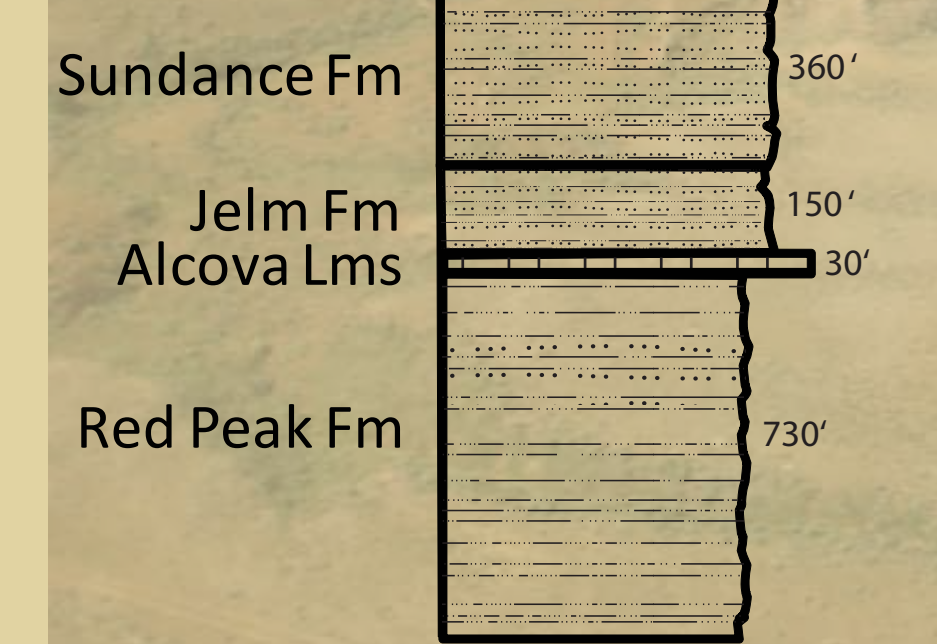 Sundance Fm 360‘
Jelm Fm 150‘
Alcova Lms 30‘
Red Peak Fm 730‘